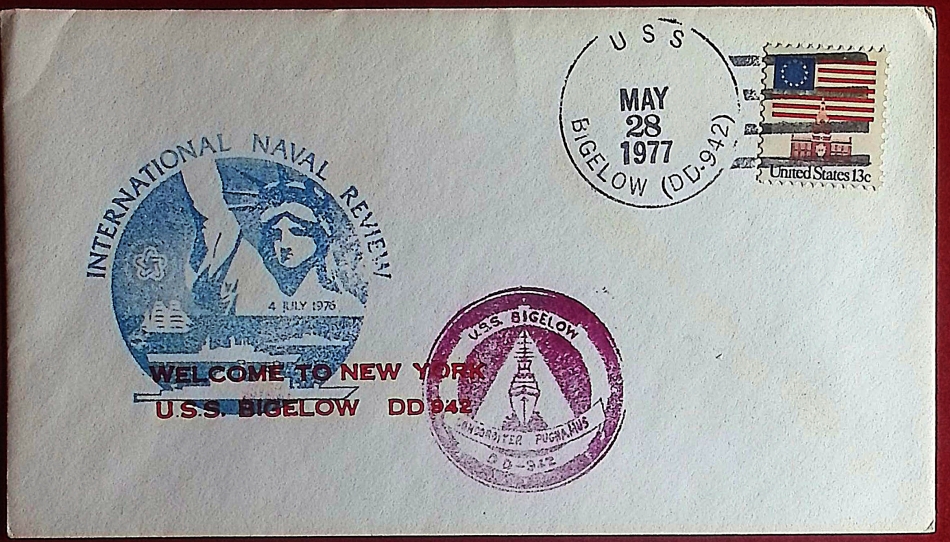 USS
MAY
28
1977
BIGELOW (DD-942)
United States 13c
INTERNATIONAL NAVAL REVIEW
4 JULY 1976
WELCOME TO NEW YORK
U.S.S. BIGELOW DD 942
U.S.S. BIGELOW
PUGNAMUS
DD-942